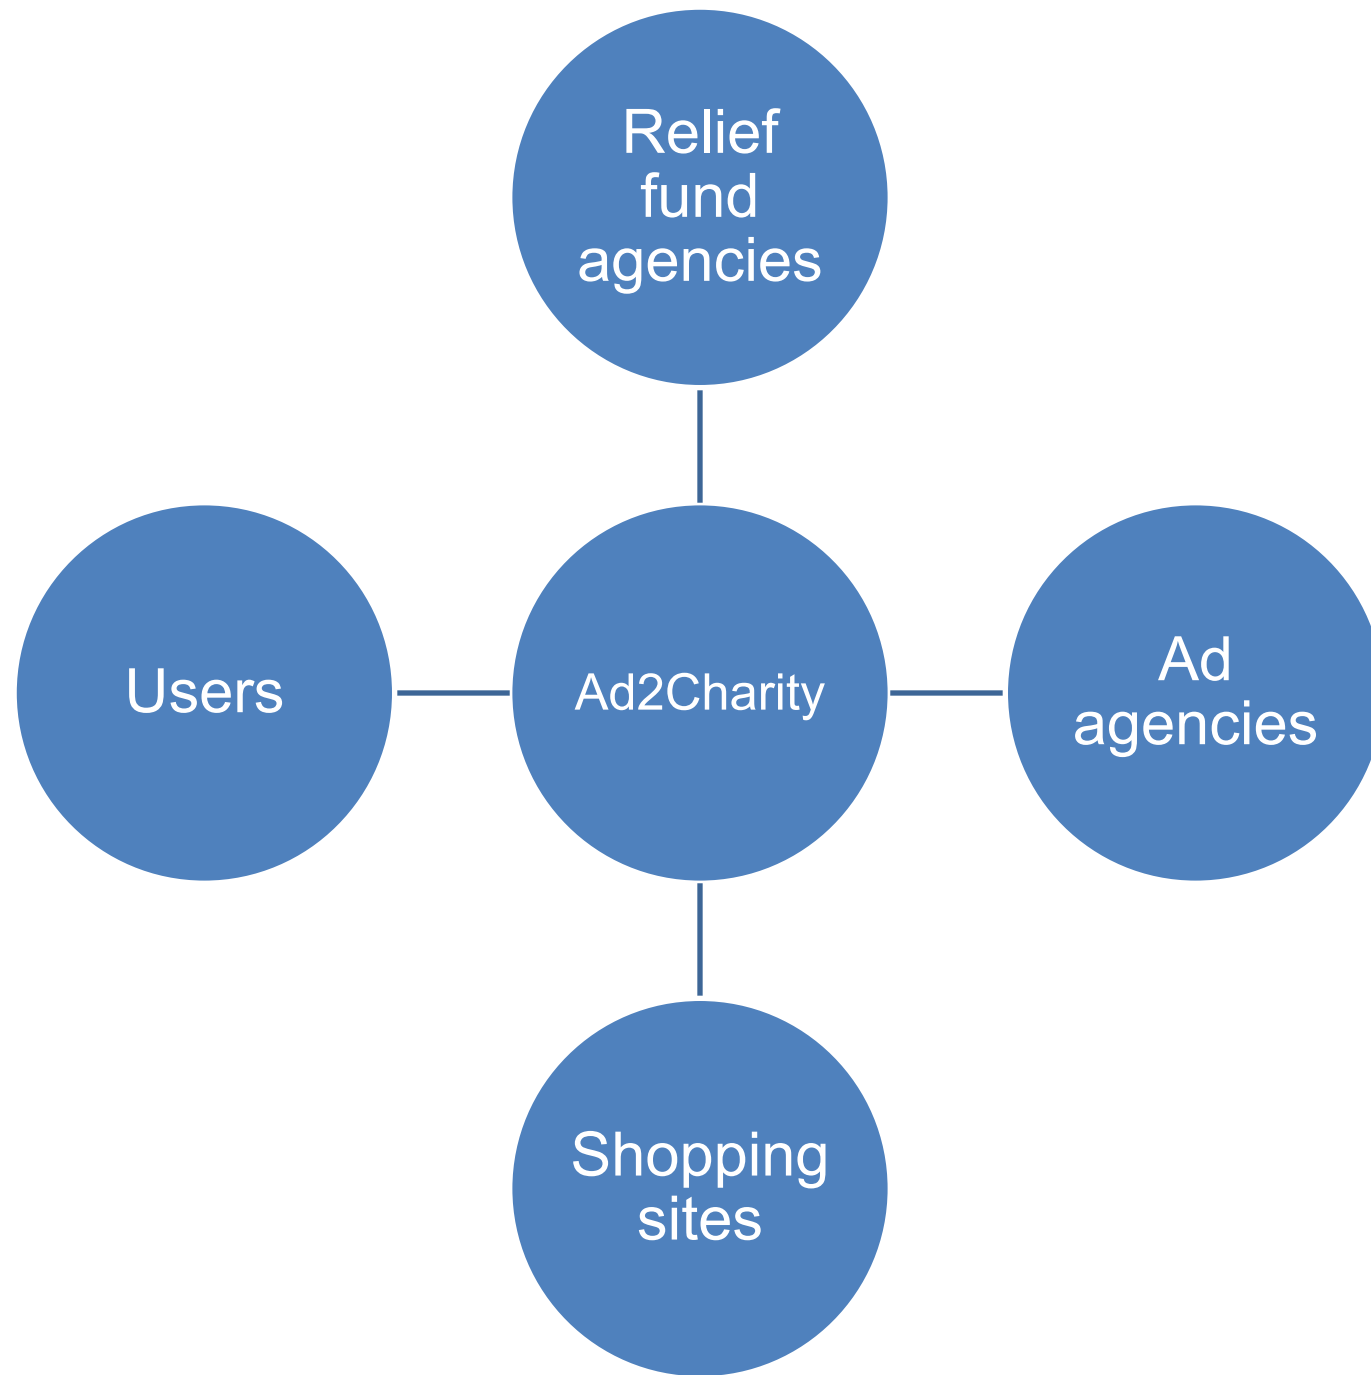 Relief
fund
agencies
Users
Ad2Charity
Ad
agencies
Shopping
sites